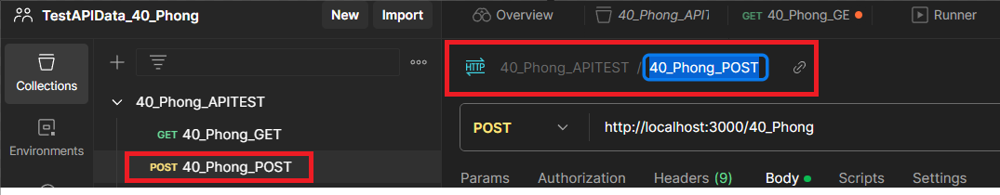 TestAPIData_40_Phong New Import Overview 40_Phong_API GET 40_Phong_GE Runner
Collections
HTTP 40_Phong_APITEST / 40_Phong_POST
40_Phong_APITEST
POST http://localhost:3000/40_Phong
GET 40_Phong_GET
Environments
POST 40_Phong_POST
Params Authorization Headers (9) Body Scripts Settings